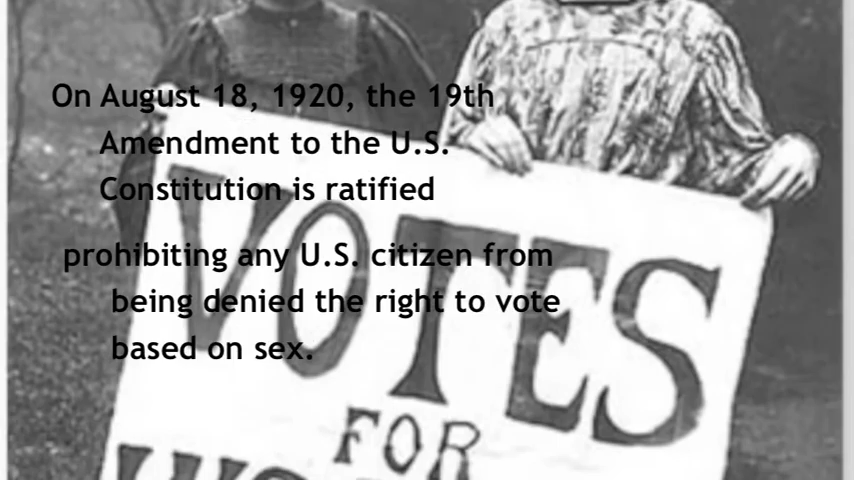 On August 18, 1920, the 19th
Amendment to the U.S.
Constitution is ratified
prohibiting any U.S. citizen from
being denied the right to vote
based on sex.
VOTES
FOR